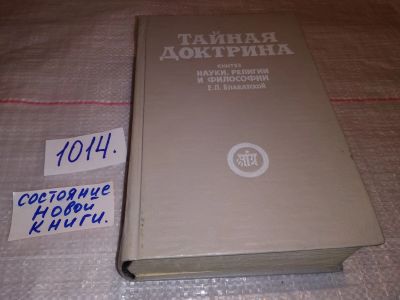 ТАЙНАЯ
ДОКТРИНА
СИНТЕЗ
НАУКИ, РЕЛИГИИ
И ФИЛОСОФИИ
Е.П. БЛАВАТСКОЙ
1014.
СОСТОЯНИЕ
НОВОЙ
КНИГИ.